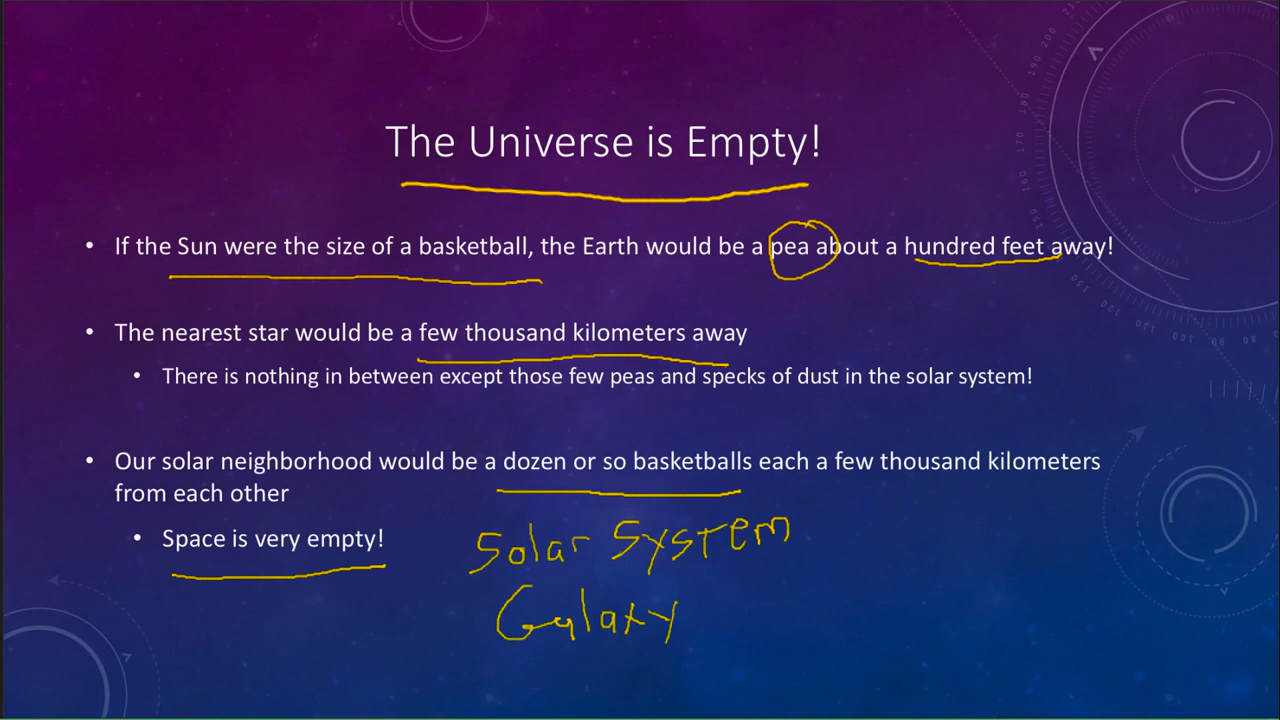 The Universe is Empty!
• If the Sun were the size of a basketball, the Earth would be a pea about a hundred feet away!
• The nearest star would be a few thousand kilometers away
• There is nothing in between except those few peas and specks of dust in the solar system!
• Our solar neighborhood would be a dozen or so basketballs each a few thousand kilometers
from each other
• Space is very empty!
Solar System
Galaxy